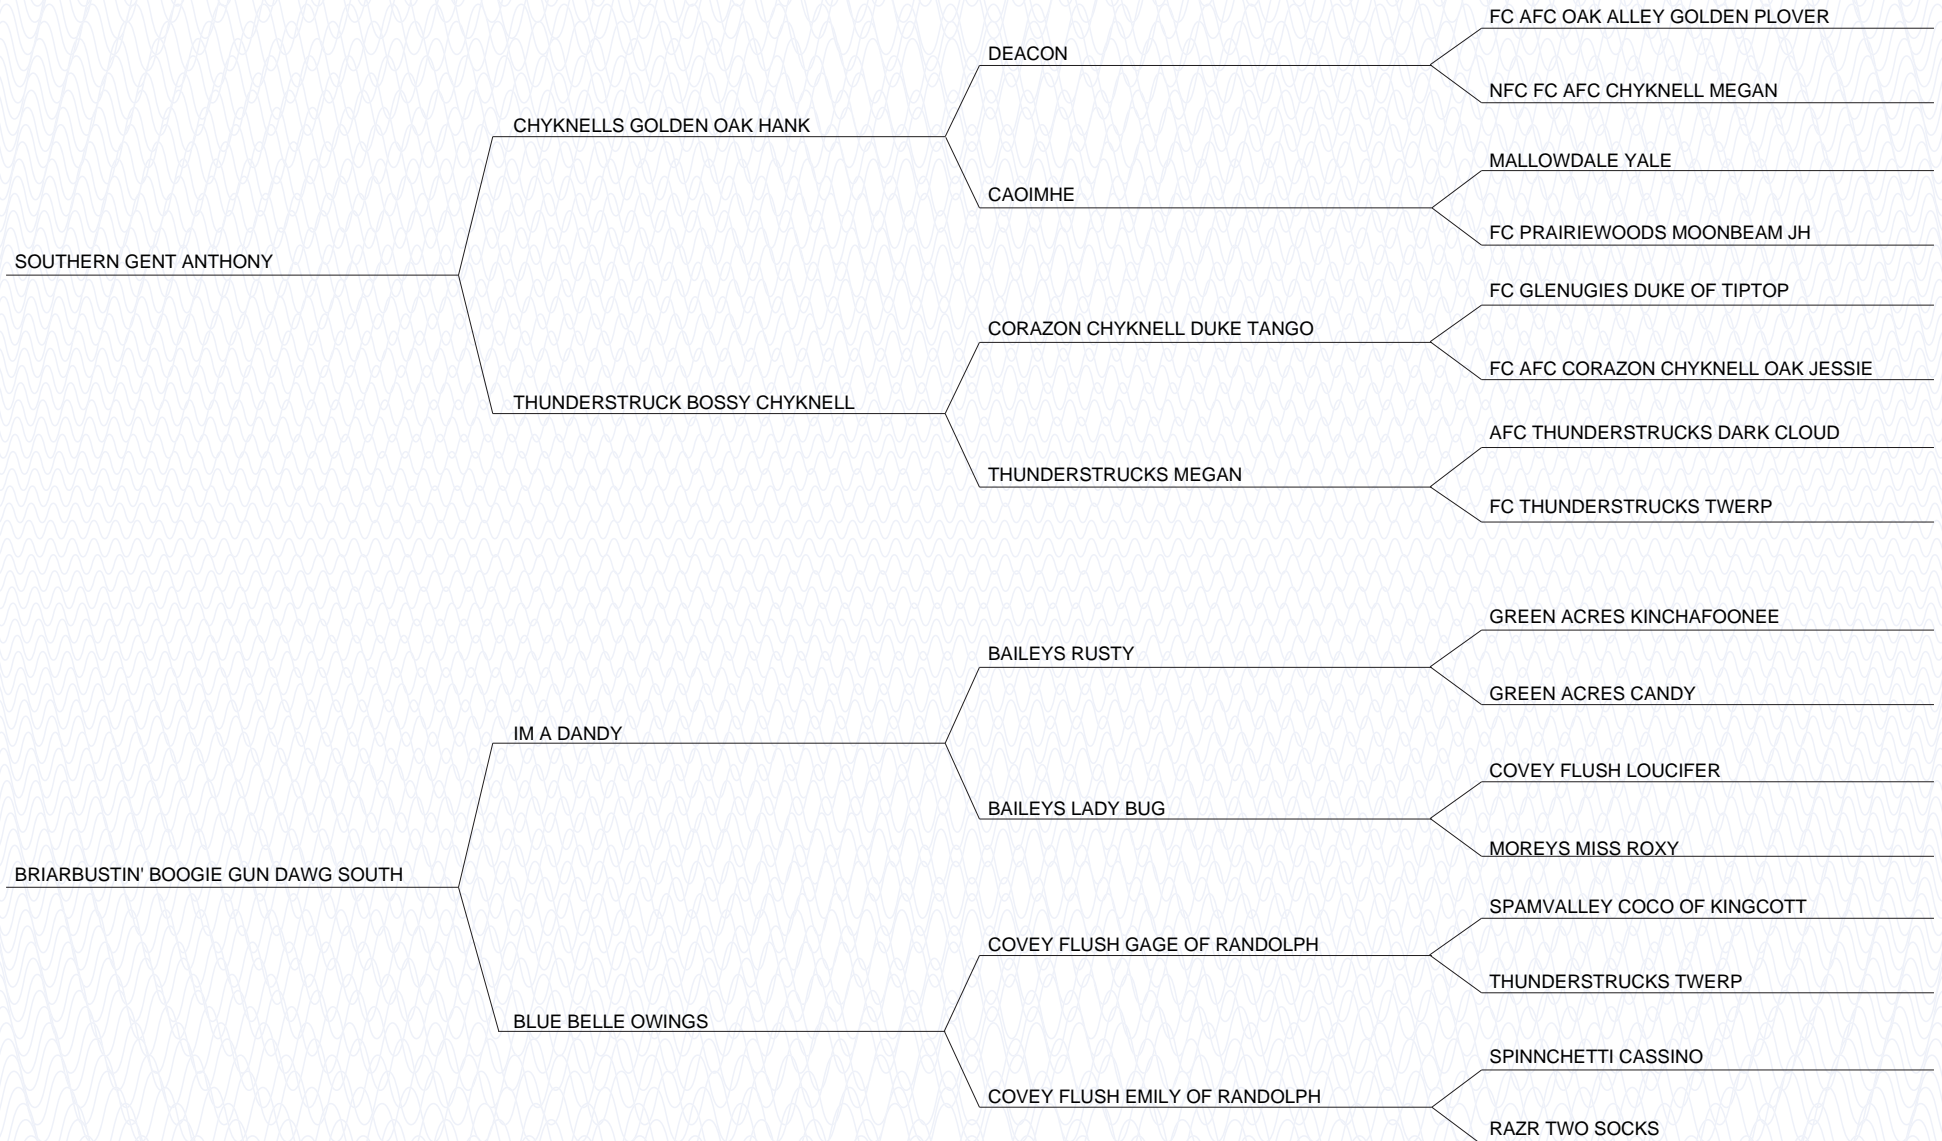 FC AFC OAK ALLEY GOLDEN PLOVER
DEACON
NFC FC AFC CHYKNELL MEGAN
CHYKNELLS GOLDEN OAK HANK
MALLOWDALE YALE
CAOIMHE
FC PRAIRIEWOODS MOONBEAM JH
SOUTHERN GENT ANTHONY
FC GLENUGIES DUKE OF TIPTOP
CORAZON CHYKNELL DUKE TANGO
FC AFC CORAZON CHYKNELL OAK JESSIE
THUNDERSTRUCK BOSSY CHYKNELL
AFC THUNDERSTRUCKS DARK CLOUD
THUNDERSTRUCKS MEGAN
FC THUNDERSTRUCKS TWERP
GREEN ACRES KINCHAFOONEE
BAILEYS RUSTY
GREEN ACRES CANDY
IM A DANDY
COVEY FLUSH LOUCIFER
BAILEYS LADY BUG
MOREYS MISS ROXY
BRIARBUSTIN' BOOGIE GUN DAWG SOUTH
SPAMVALLEY COCO OF KINGCOTT
COVEY FLUSH GAGE OF RANDOLPH
THUNDERSTRUCKS TWERP
BLUE BELLE OWINGS
SPINNCHETTI CASSINO
COVEY FLUSH EMILY OF RANDOLPH
RAZR TWO SOCKS